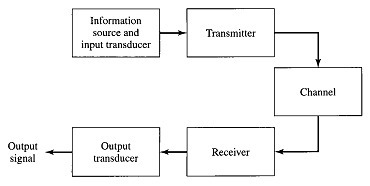 Information
source and
input transducer
Transmitter
Channel
Receiver
Output
transducer
Output
signal